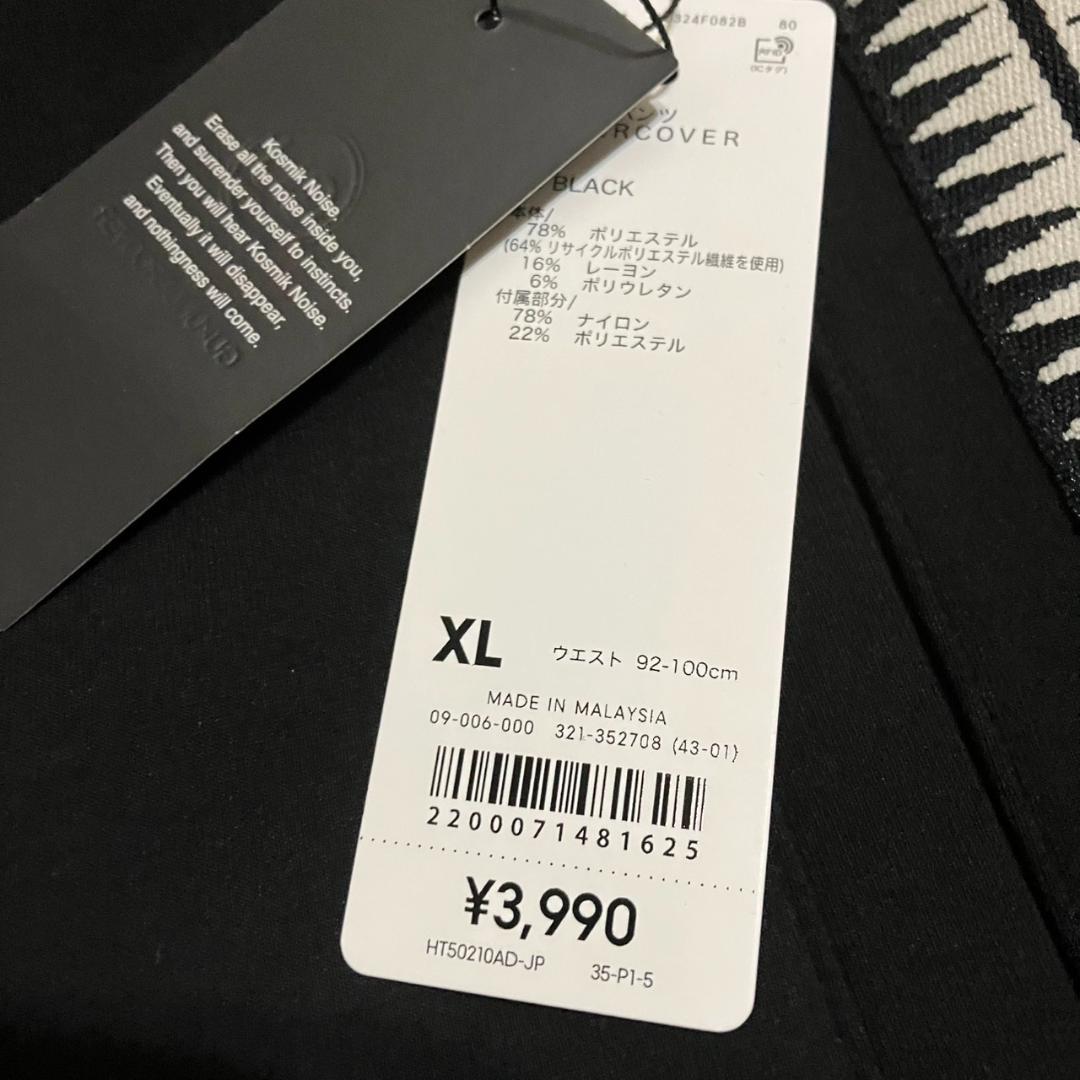 Kosmik Noise.
Erase all the noise inside you,
and surrender yourself to instincts.
Then you will hear Kosmik Noise.
Eventually it will disappear,
and nothingness will come.
324F082B 80
RFID
(ICタグ)
パンツ
RCOVER
BLACK
本体/
78% ポリエステル
(64% リサイクルポリエステル繊維を使用)
16% レーヨン
6% ポリウレタン
付属部分/
78% ナイロン
22% ポリエステル
XL ウエスト 92-100cm
MADE IN MALAYSIA
09-006-000 321-352708 (43-01)
2200071481625
¥3,990
HT50210AD-JP 35-P1-5